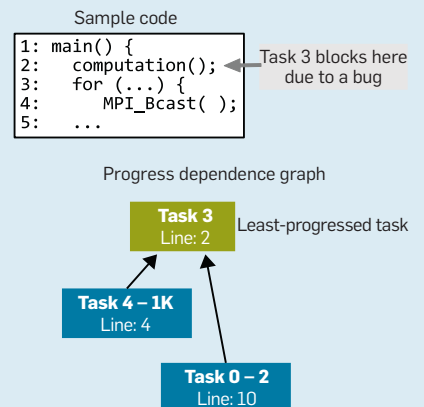 Sample code
1: main() {
2: computation();
3: for (...) {
4: MPI_Bcast( );
5: ...
Task 3 blocks here
due to a bug
Progress dependence graph
Task 3
Line: 2
Least-progressed task
Task 4 – 1K
Line: 4
Task 0 – 2
Line: 10